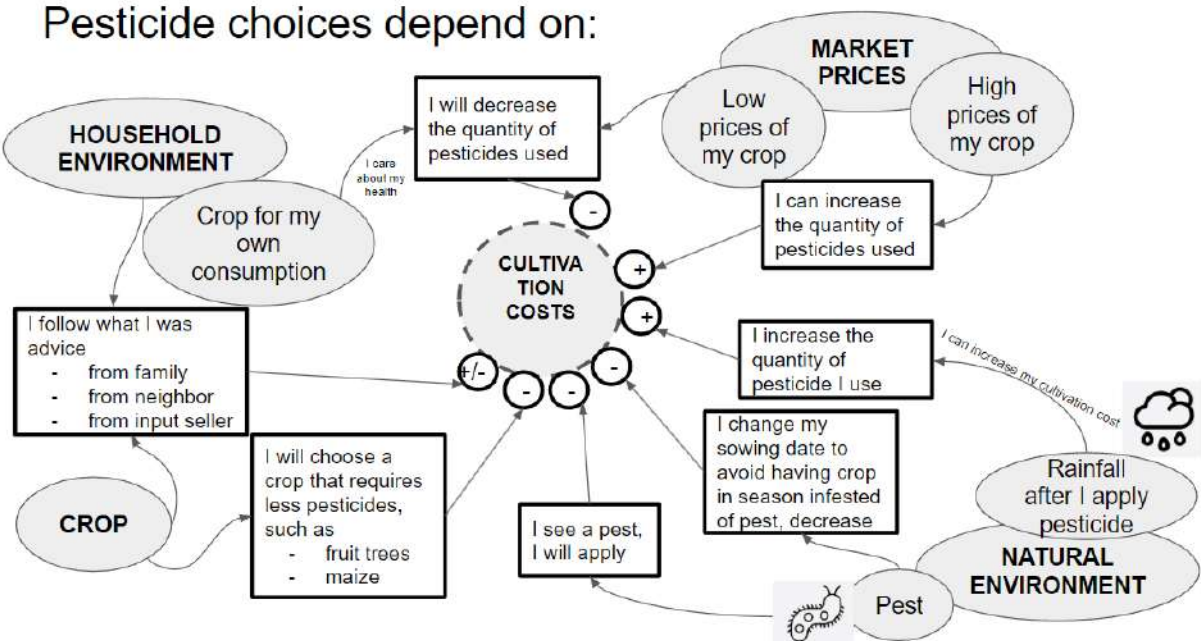 Pesticide choices depend on:
MARKET
PRICES
Low
prices of
my crop
High
prices of
my crop
I will decrease
the quantity of
pesticides used
HOUSEHOLD
ENVIRONMENT
I care
about my
health
Crop for my
own
consumption
I can increase
the quantity of
pesticides used
-
+
CULTIVA
TION
COSTS
+
-
-
-
+/-
I follow what I was
advice
- from family
- from neighbor
- from input seller
I increase the
quantity of
pesticide I use
I can increase my cultivation cost
I change my
sowing date to
avoid having crop
in season infested
of pest, decrease
Rainfall
after I apply
pesticide
I will choose a
crop that requires
less pesticides,
such as
- fruit trees
- maize
CROP
I see a pest,
I will apply
NATURAL
ENVIRONMENT
Pest